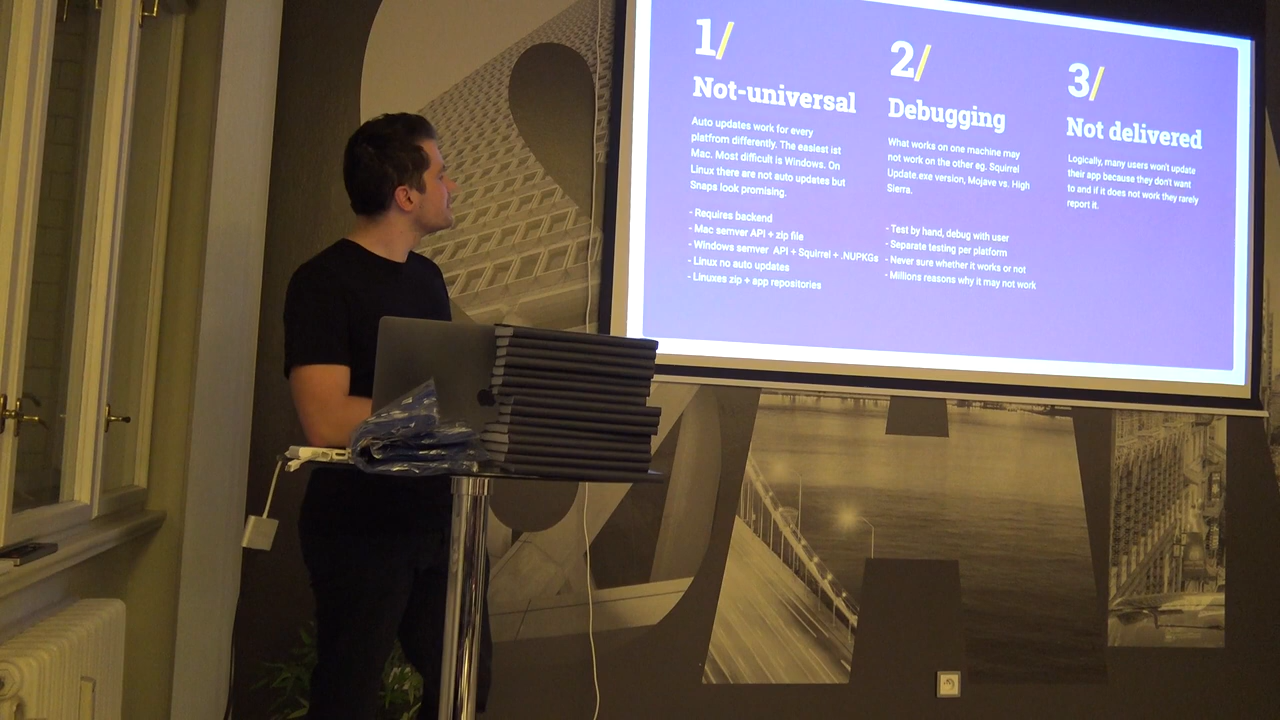 1/
Not-universal
Auto updates work for every
platfrom differently. The easiest ist
Mac. Most difficult is Windows. On
Linux there are not auto updates but
Snaps look promising.
- Requires backend
- Mac semver API + zip file
- Windows semver API + Squirrel + .NUPKGs
- Linux no auto updates
- Linuxes zip + app repositories
2/
Debugging
What works on one machine may
not work on the other eg. Squirrel
Update.exe version, Mojave vs. High
Sierra.
- Test by hand, debug with user
- Separate testing per platform
- Never sure whether it works or not
- Millions reasons why it may not work
3/
Not delivered
Logically, many users won't update
their app because they don't want
to and if it does not work they rarely
report it.